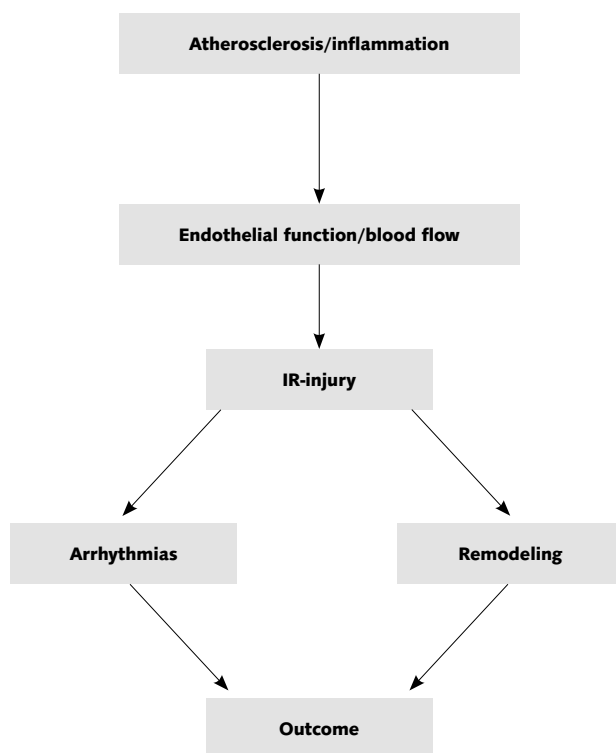 Atherosclerosis/inflammation
Endothelial function/blood flow
IR-injury
Arrhythmias
Remodeling
Outcome